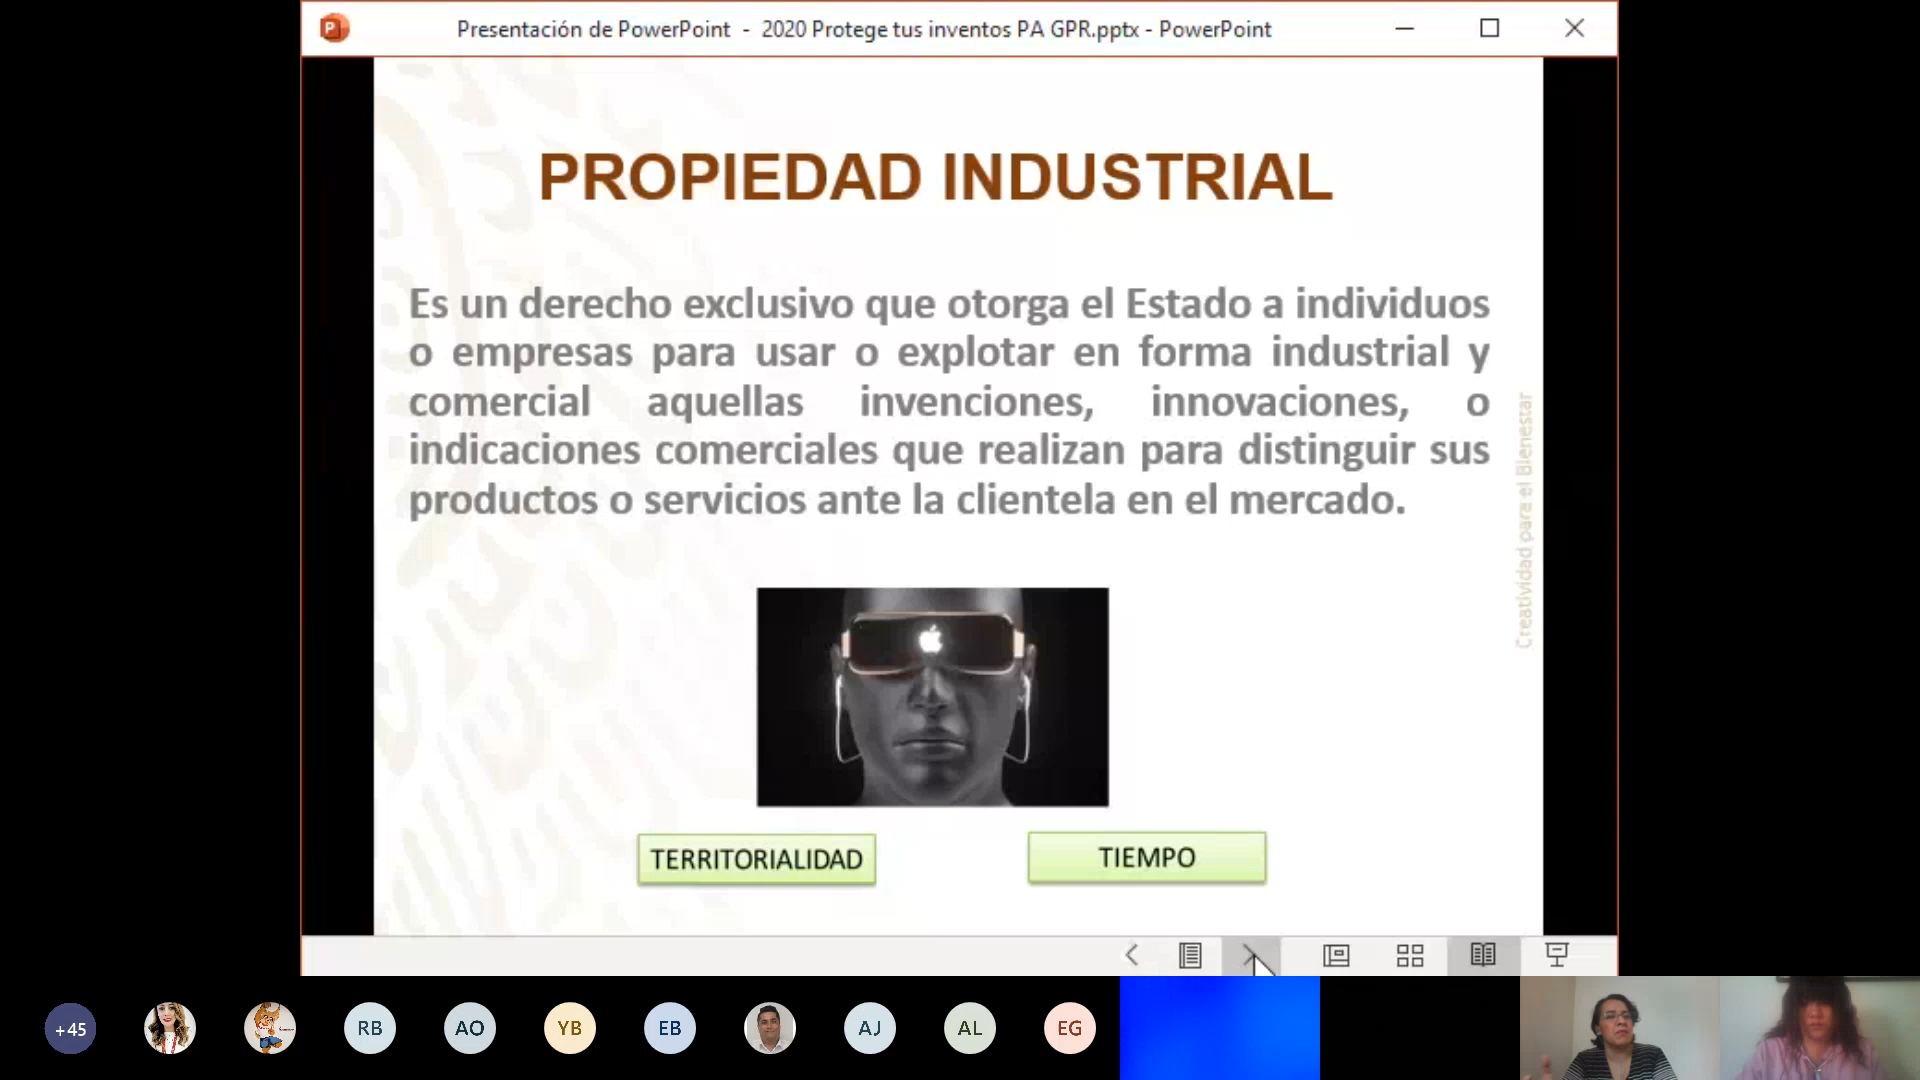 Presentación de PowerPoint - 2020 Protege tus inventos PA GPR.pptx - PowerPoint
PROPIEDAD INDUSTRIAL
Es un derecho exclusivo que otorga el Estado a individuos
o empresas para usar o explotar en forma industrial y
comercial aquellas invenciones, innovaciones, o
indicaciones comerciales que realizan para distinguir sus
productos o servicios ante la clientela en el mercado.
Creatividad para el Bienestar
TERRITORIALIDAD
TIEMPO
+45
RB
AO
YB
EB
AJ
AL
EG